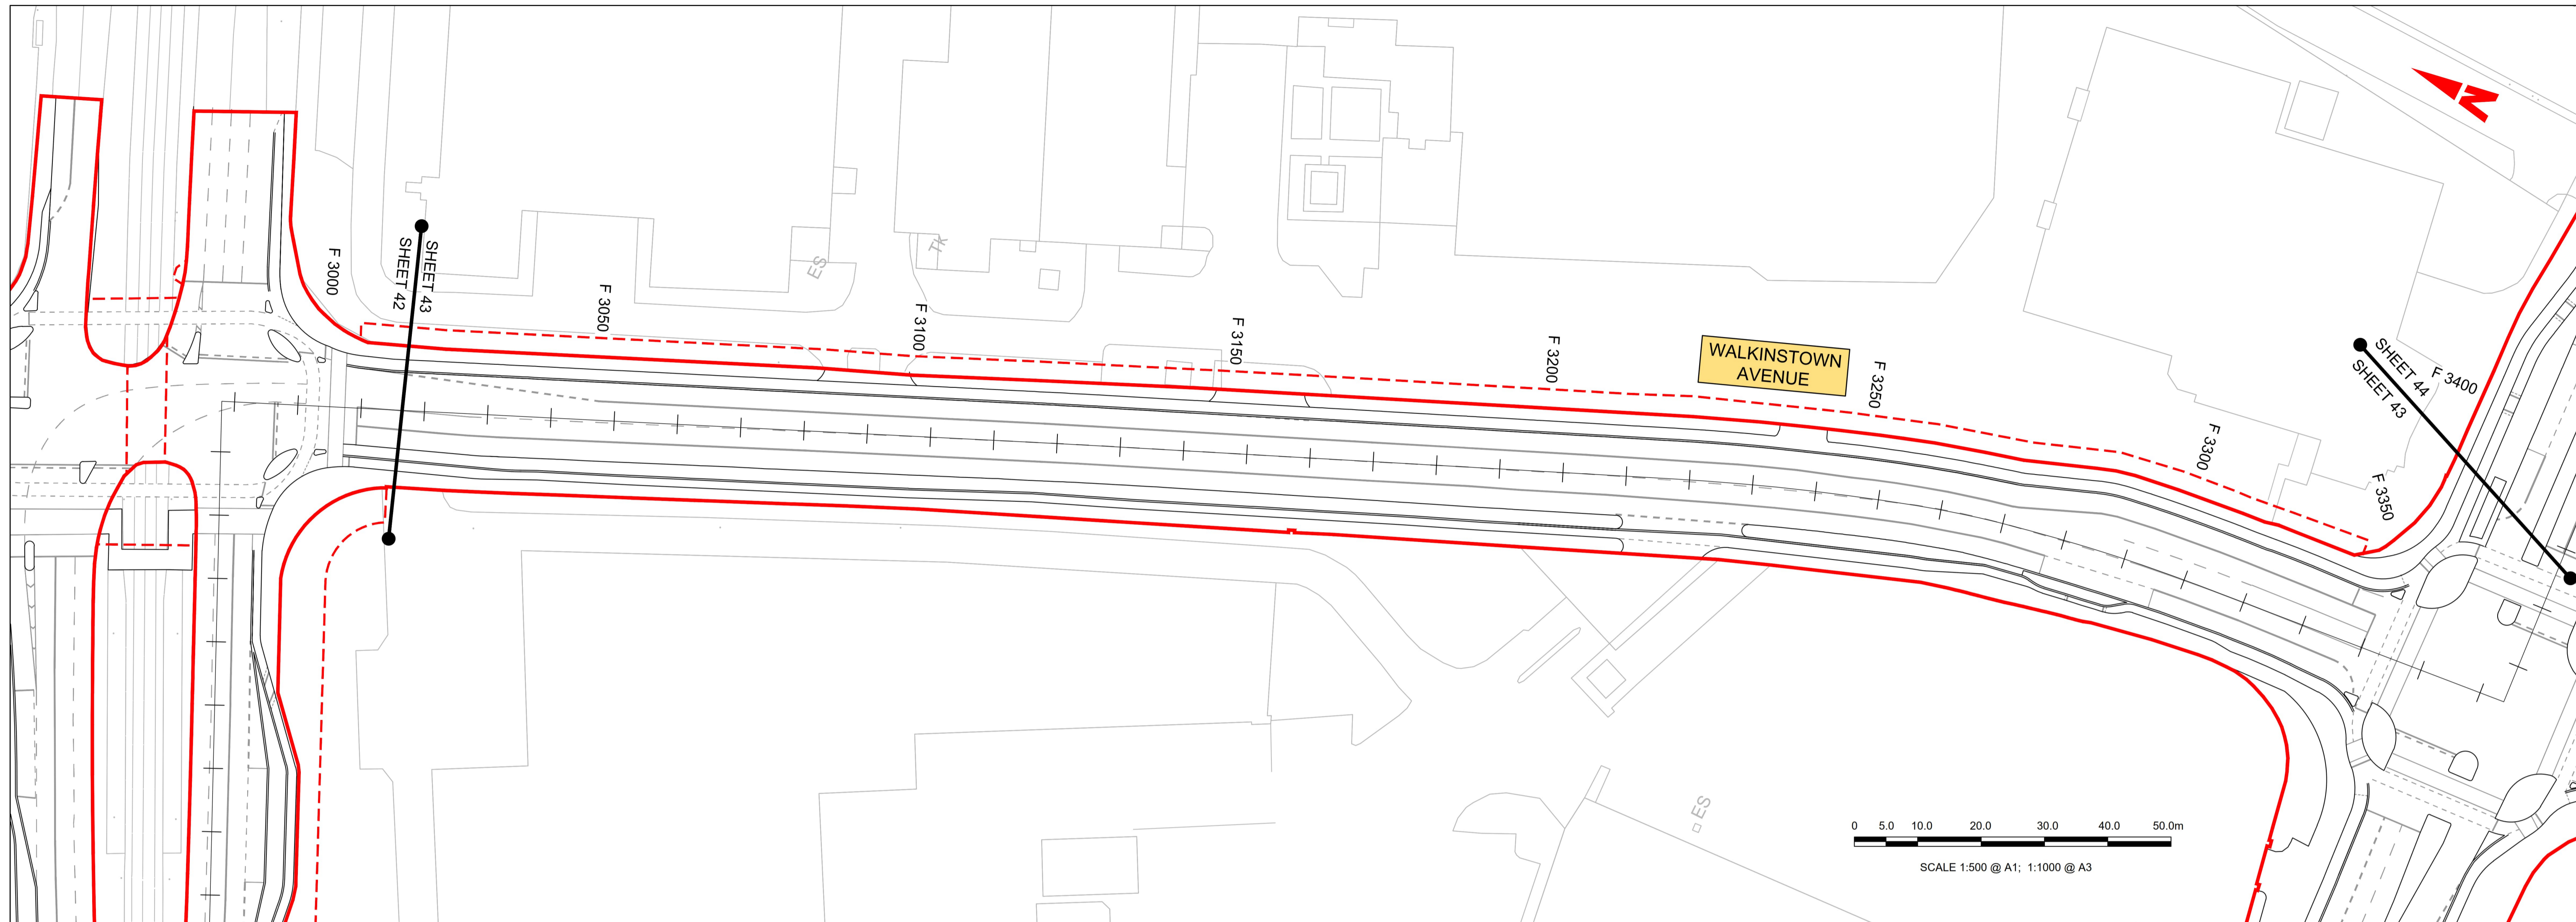 N
SHEET 43
SHEET 42
F 3000
F 3050
ES
TK
F 3100
F 3150
F 3200
WALKINSTOWN
AVENUE
F 3250
F 3300
F 3350
SHEET 44
SHEET 43
F 3400
ES
0 5.0 10.0 20.0 30.0 40.0 50.0m
SCALE 1:500 @ A1; 1:1000 @ A3